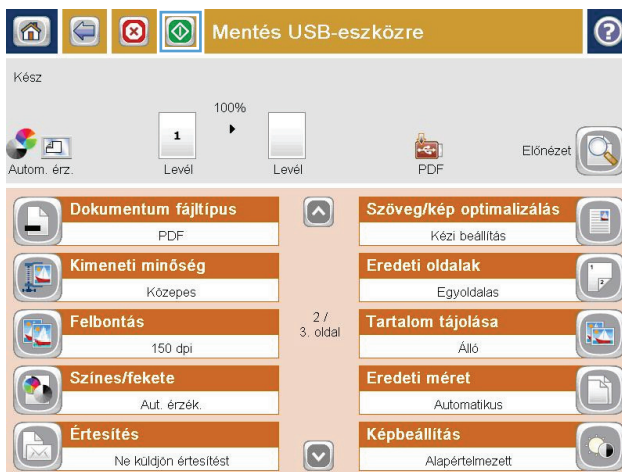 Mentés USB-eszközre
?
Kész
100%
1
Autom. érz.
Levél
Levél
PDF
Előnézet
Dokumentum fájltípus
PDF
Szöveg/kép optimalizálás
Kézi beállítás
Kimeneti minőség
Közepes
Eredeti oldalak
Egyoldalas
1
2
Felbontás
150 dpi
2 /
3. oldal
Tartalom tájolása
Álló
Színes/fekete
Aut. érzék.
Eredeti méret
Automatikus
Értesítés
Ne küldjön értesítést
Képbeállítás
Alapértelmezett